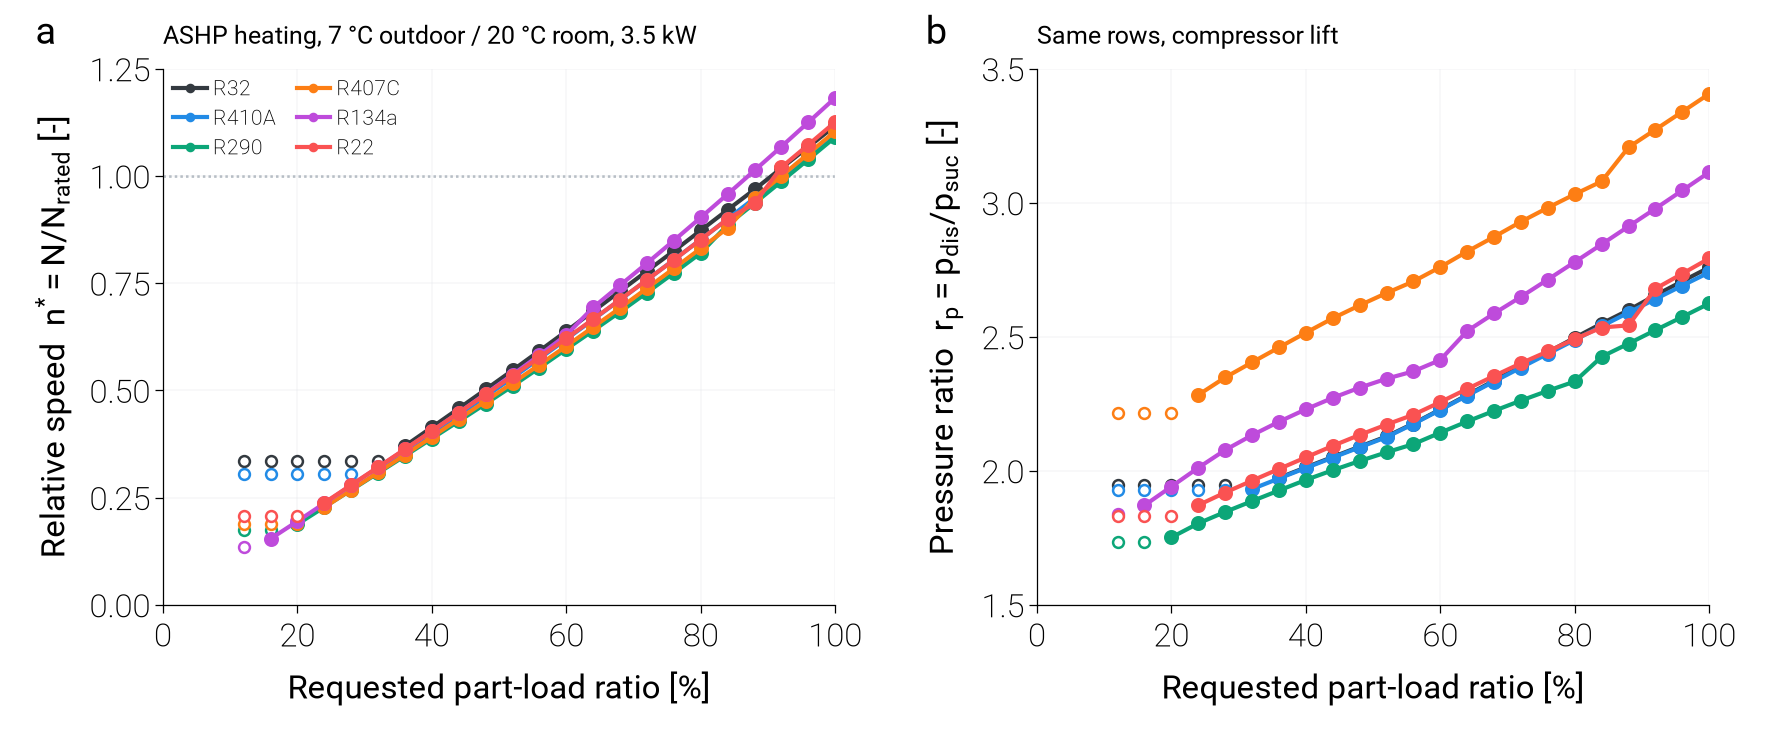 a
ASHP heating, 7 °C outdoor / 20 °C room, 3.5 kW
1.25
1.00
0.75
0.50
0.25
0.00
Relative speed n* = N/Nrated [-]
R32
R410A
R290
R407C
R134a
R22
0
20
40
60
80
100
Requested part-load ratio [%]
b
Same rows, compressor lift
3.5
3.0
2.5
2.0
1.5
Pressure ratio rp = pdis/psuc [-]
0
20
40
60
80
100
Requested part-load ratio [%]